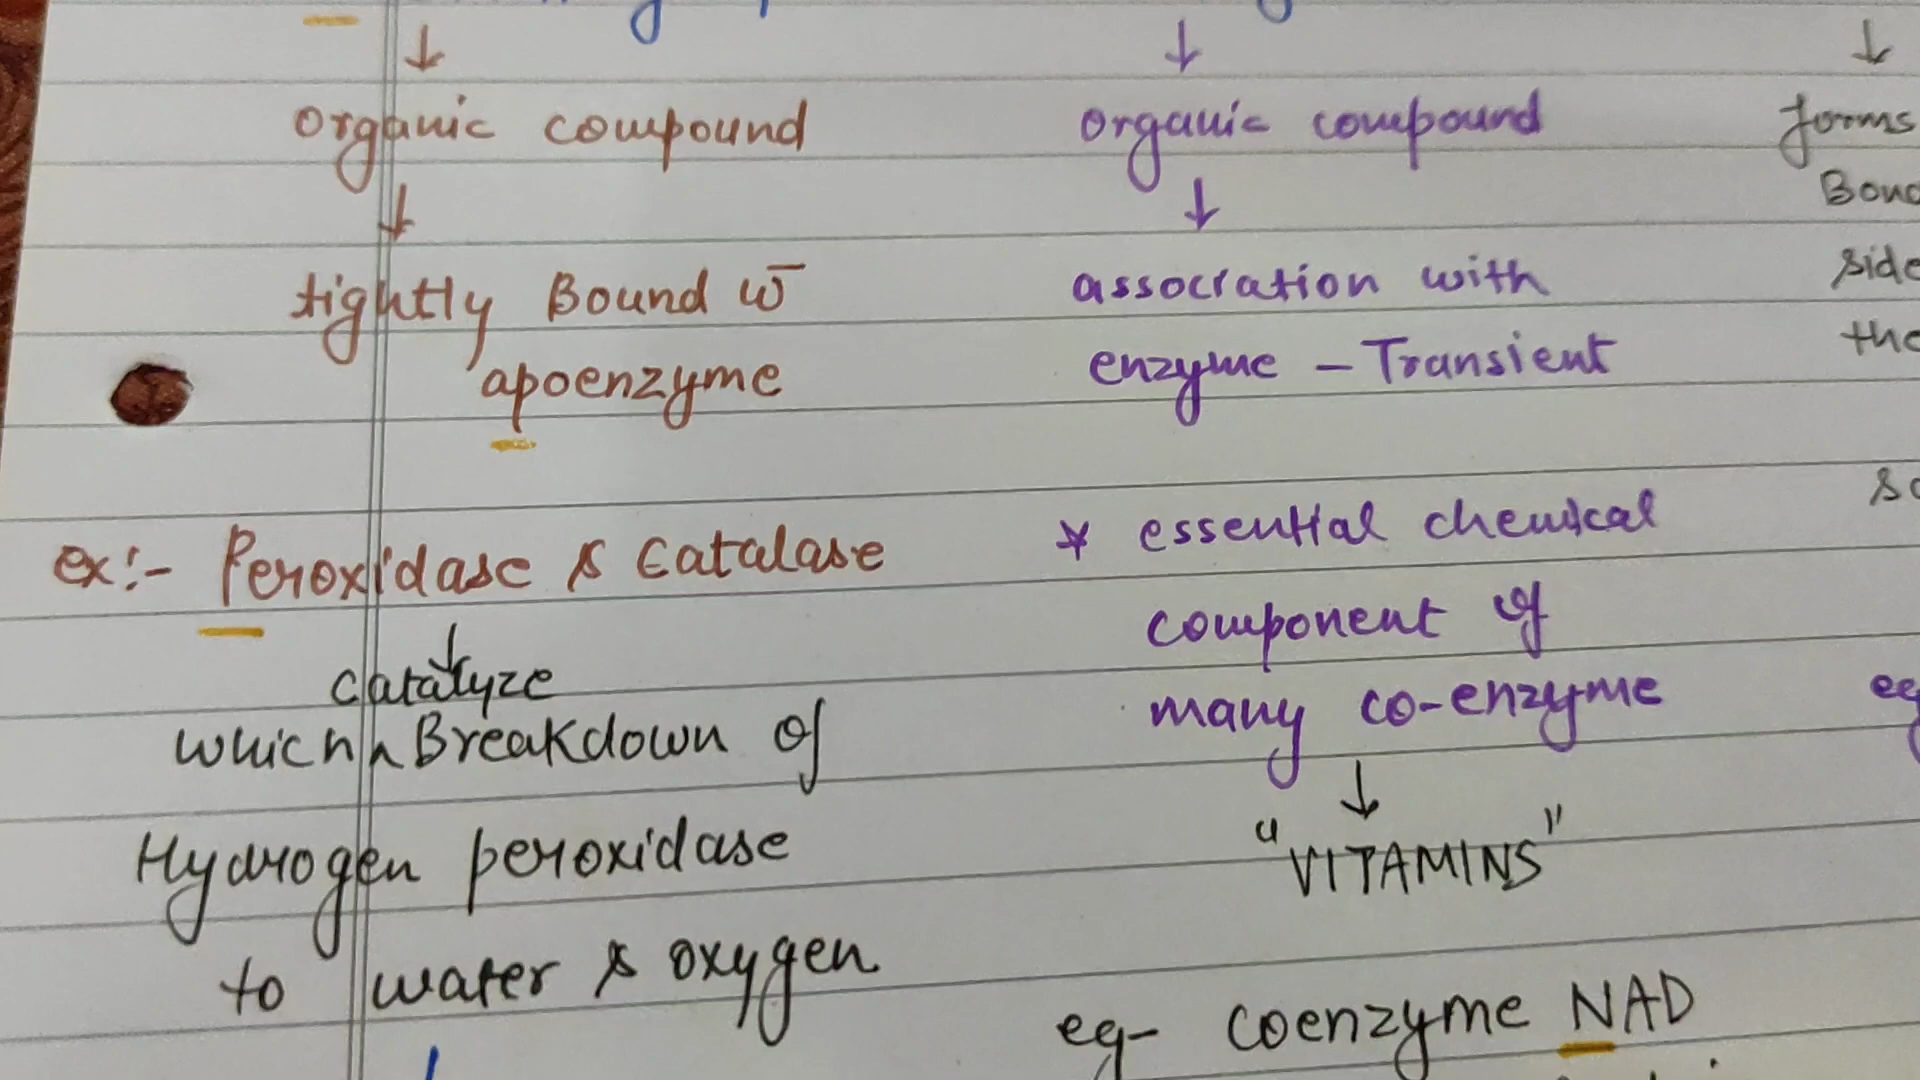 ↓
organic compound
↓
tightly Bound w̄
apoenzyme
ex:- Peroxidase & Catalase
↓
catalyze
which ^ Breakdown of
Hydrogen peroxidase
to water & oxygen
↓
organic compound
↓
association with
enzyme - Transient
* essential chemical
component of
many co-enzyme
↓
"VITAMINS"
eg- coenzyme NAD
↓
forms
side
the